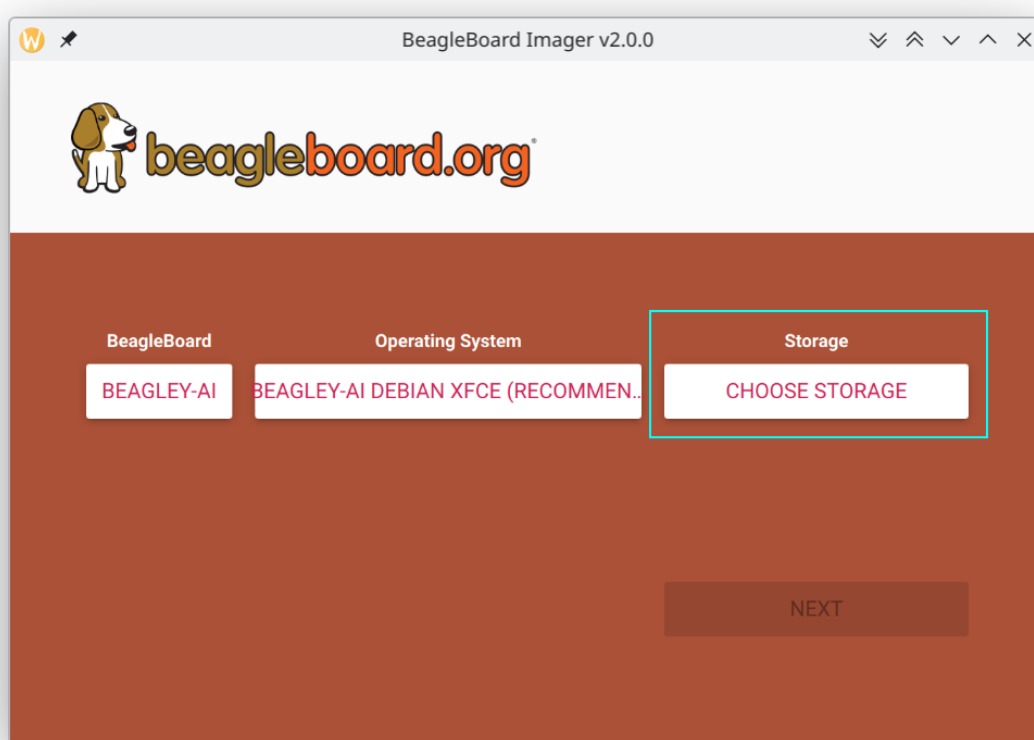 BeagleBoard Imager v2.0.0
beagleboard.org®
BeagleBoard Operating System Storage
BEAGLEY-AI BEAGLEY-AI DEBIAN XFCE (RECOMMEN... CHOOSE STORAGE
NEXT